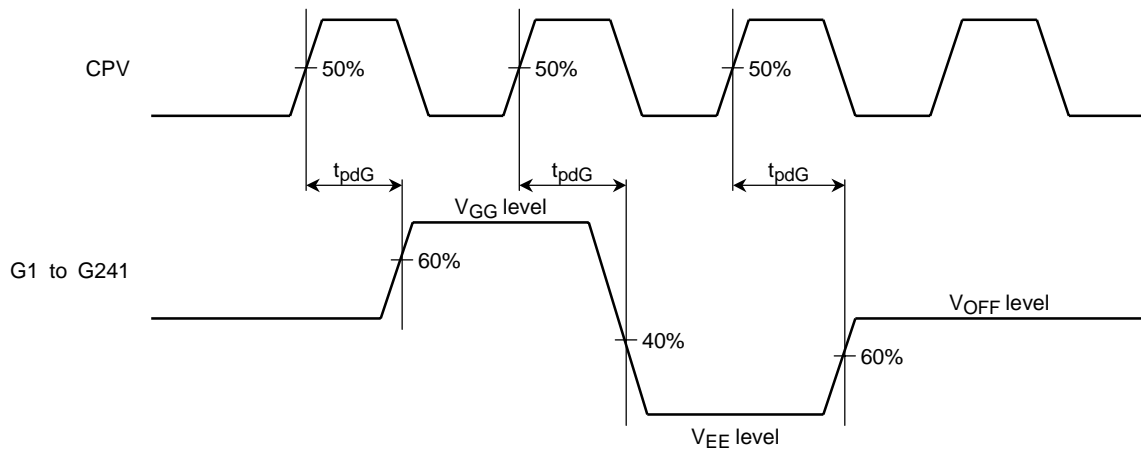 CPV
50%
50%
50%
tpdG
tpdG
tpdG
VGG level
G1 to G241
60%
VOFF level
40%
60%
VEE level